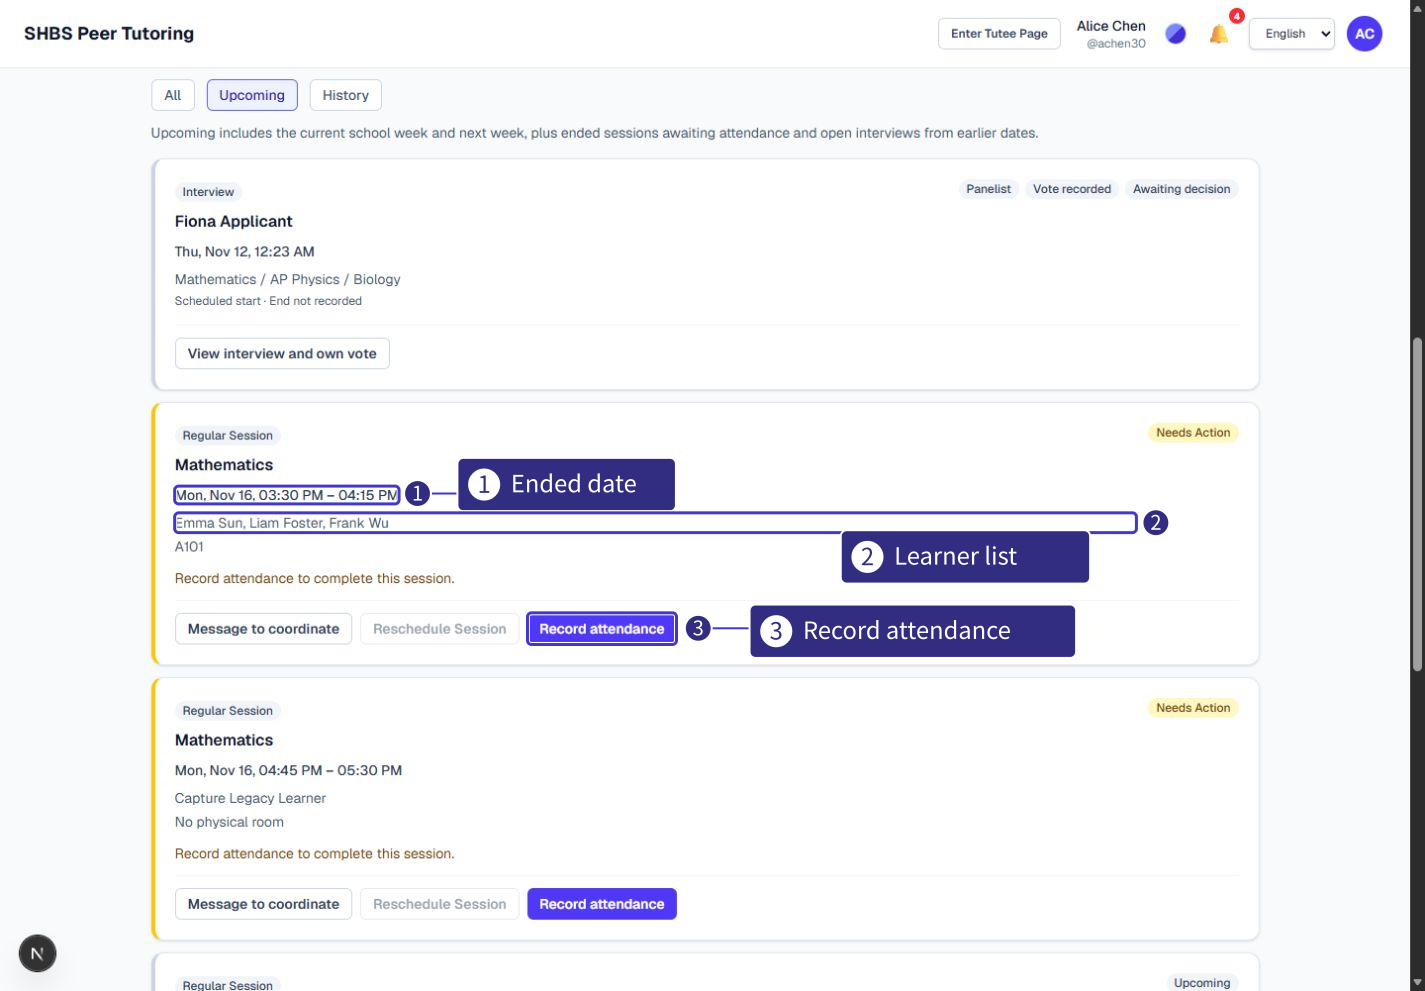 SHBS Peer Tutoring
Enter Tutee Page
Alice Chen
@achen30
4
English
AC
All
Upcoming
History
Upcoming includes the current school week and next week, plus ended sessions awaiting attendance and open interviews from earlier dates.
Interview
Panelist
Vote recorded
Awaiting decision
Fiona Applicant
Thu, Nov 12, 12:23 AM
Mathematics / AP Physics / Biology
Scheduled start · End not recorded
View interview and own vote
Regular Session
Needs Action
Mathematics
Mon, Nov 16, 03:30 PM – 04:15 PM
1
1 Ended date
Emma Sun, Liam Foster, Frank Wu
2
A101
2 Learner list
Record attendance to complete this session.
Message to coordinate
Reschedule Session
Record attendance
3
3 Record attendance
Regular Session
Needs Action
Mathematics
Mon, Nov 16, 04:45 PM – 05:30 PM
Capture Legacy Learner
No physical room
Record attendance to complete this session.
Message to coordinate
Reschedule Session
Record attendance
N
Regular Session
Upcoming